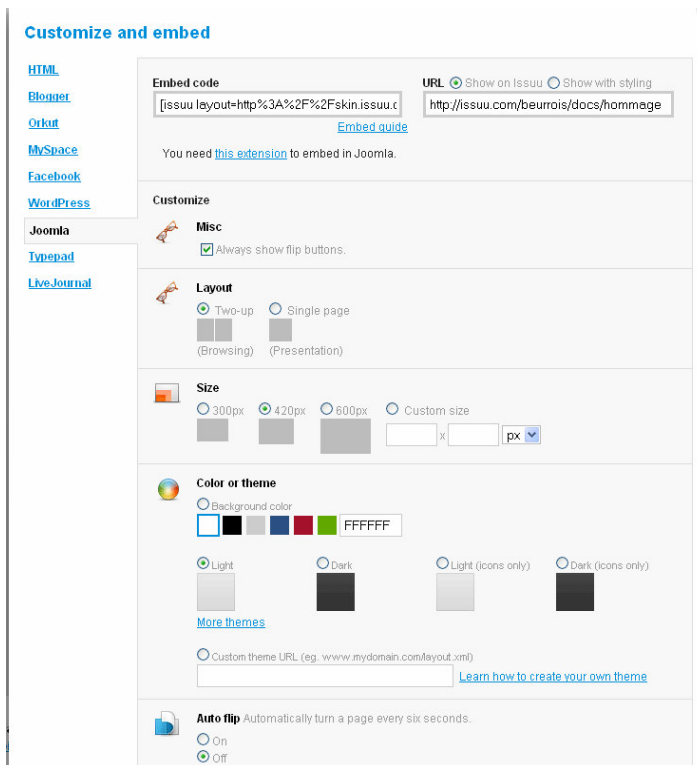 Customize and embed
HTML
Blogger
Orkut
MySpace
Facebook
WordPress
Joomla
Typepad
LiveJournal
Embed code
URL Show on Issuu Show with styling
[issuu layout=http%3A%2F%2Fskin.issuu.c
http://issuu.com/beurrois/docs/hommage
Embed guide
You need this extension to embed in Joomla.
Customize
Misc
Always show flip buttons.
Layout
Two-up Single page
(Browsing) (Presentation)
Size
300px 420px 600px Custom size
x px
Color or theme
Background color
FFFFFF
Light Dark Light (icons only) Dark (icons only)
More themes
Custom theme URL (eg. www.mydomain.com/layout.xml)
Learn how to create your own theme
Auto flip Automatically turn a page every six seconds.
On
Off